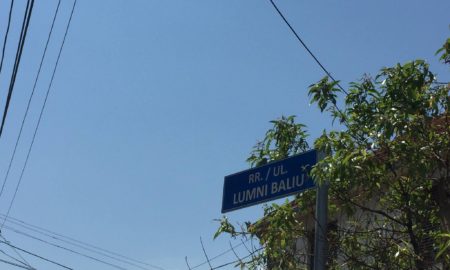 RR. / UL.
LUMNI BALIU